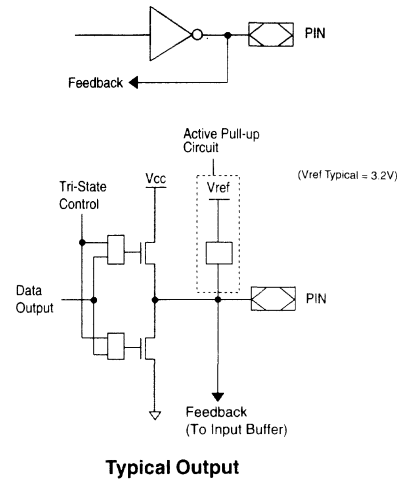 PIN
Feedback
Active Pull-up
Circuit
(Vref Typical = 3.2V)
Vcc
Vref
Tri-State
Control
Data
Output
PIN
Feedback
(To Input Buffer)
Typical Output